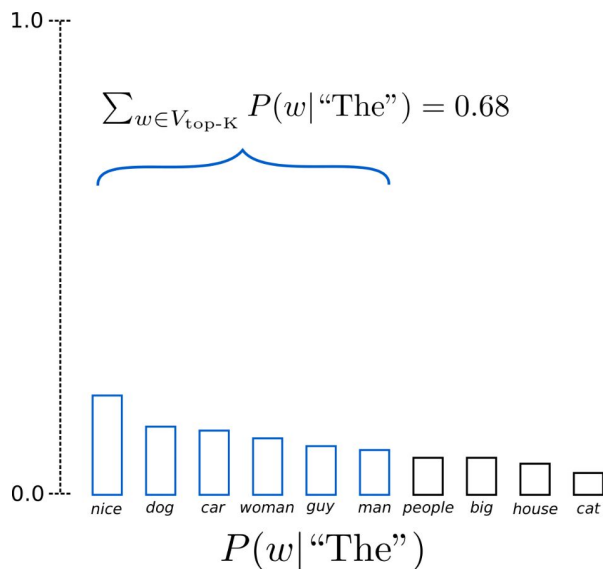 1.0
∑w∈Vtop-K P(w|“The”) = 0.68
0.0
nice dog car woman guy man people big house cat
P(w|“The”)